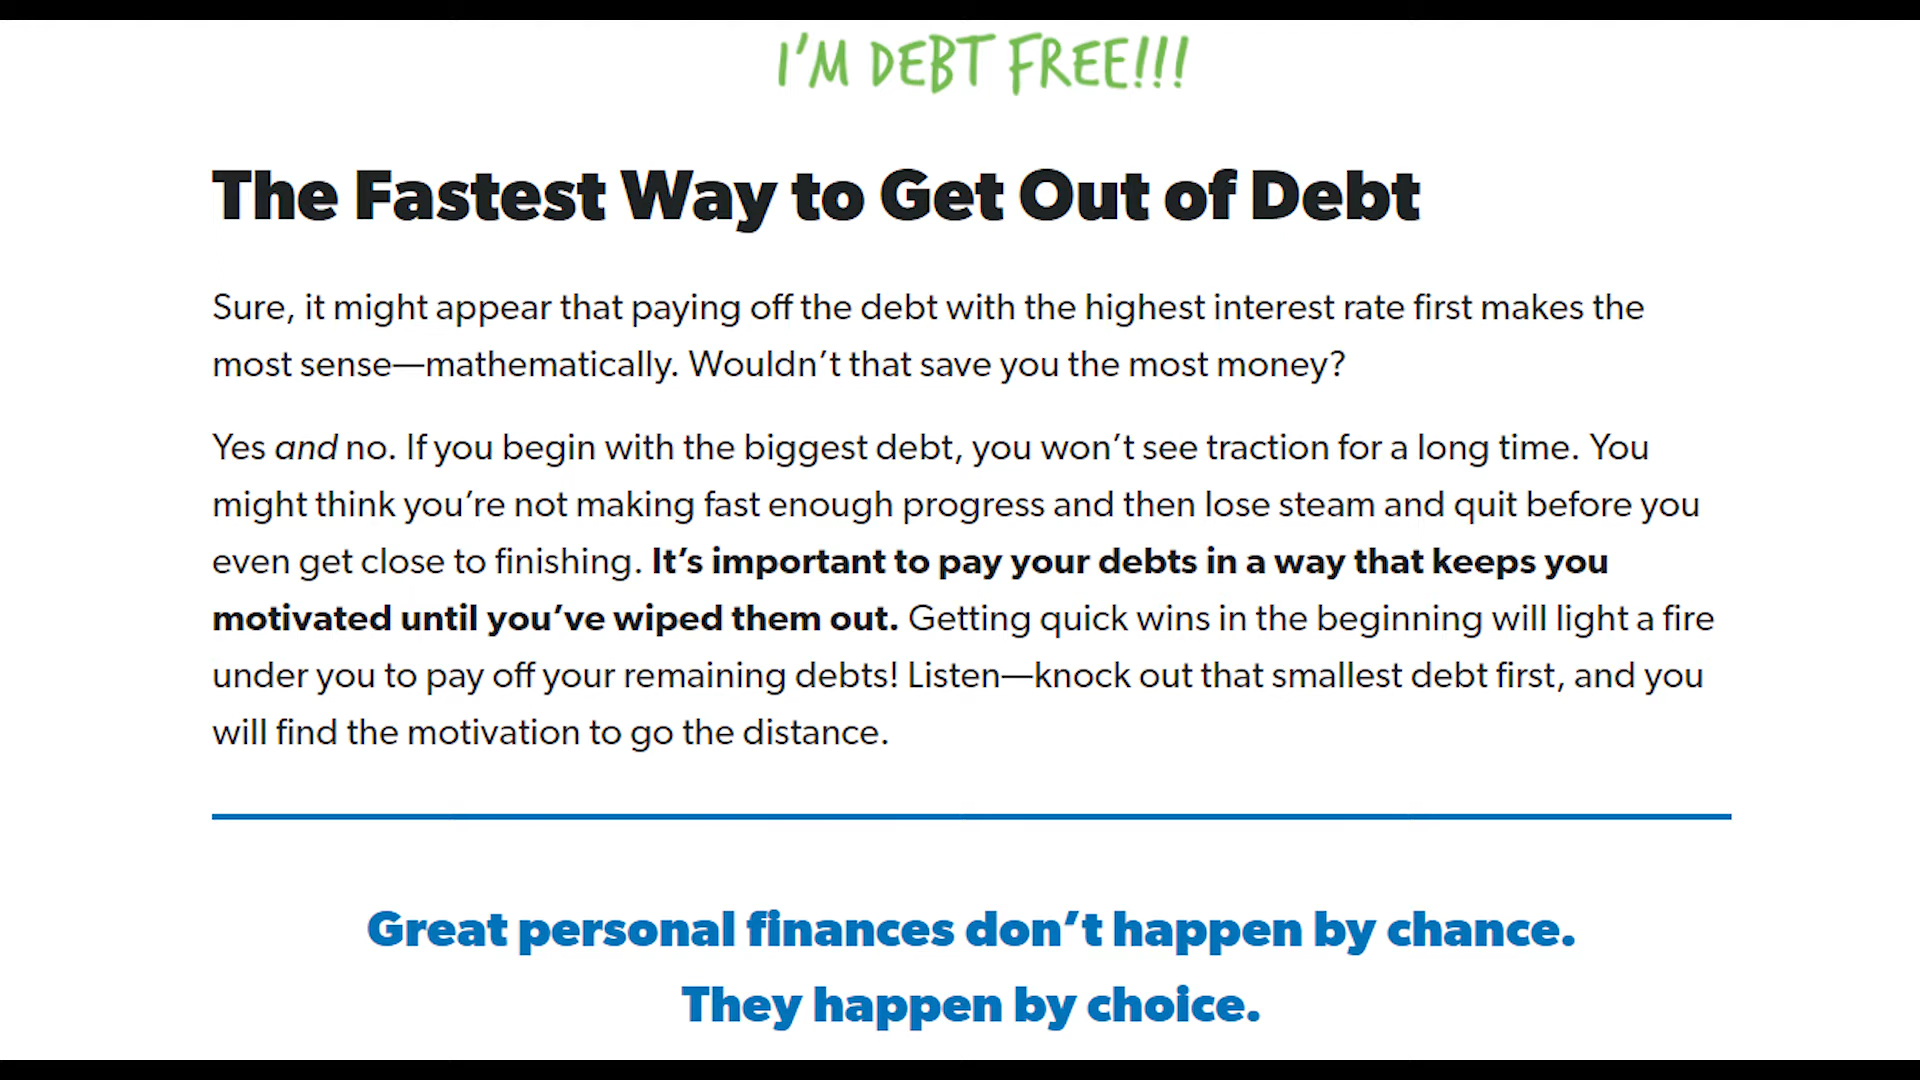 I'M DEBT FREE!!!
The Fastest Way to Get Out of Debt
Sure, it might appear that paying off the debt with the highest interest rate first makes the
most sense—mathematically. Wouldn't that save you the most money?
Yes and no. If you begin with the biggest debt, you won't see traction for a long time. You
might think you're not making fast enough progress and then lose steam and quit before you
even get close to finishing. It's important to pay your debts in a way that keeps you
motivated until you've wiped them out. Getting quick wins in the beginning will light a fire
under you to pay off your remaining debts! Listen—knock out that smallest debt first, and you
will find the motivation to go the distance.
Great personal finances don't happen by chance.
They happen by choice.